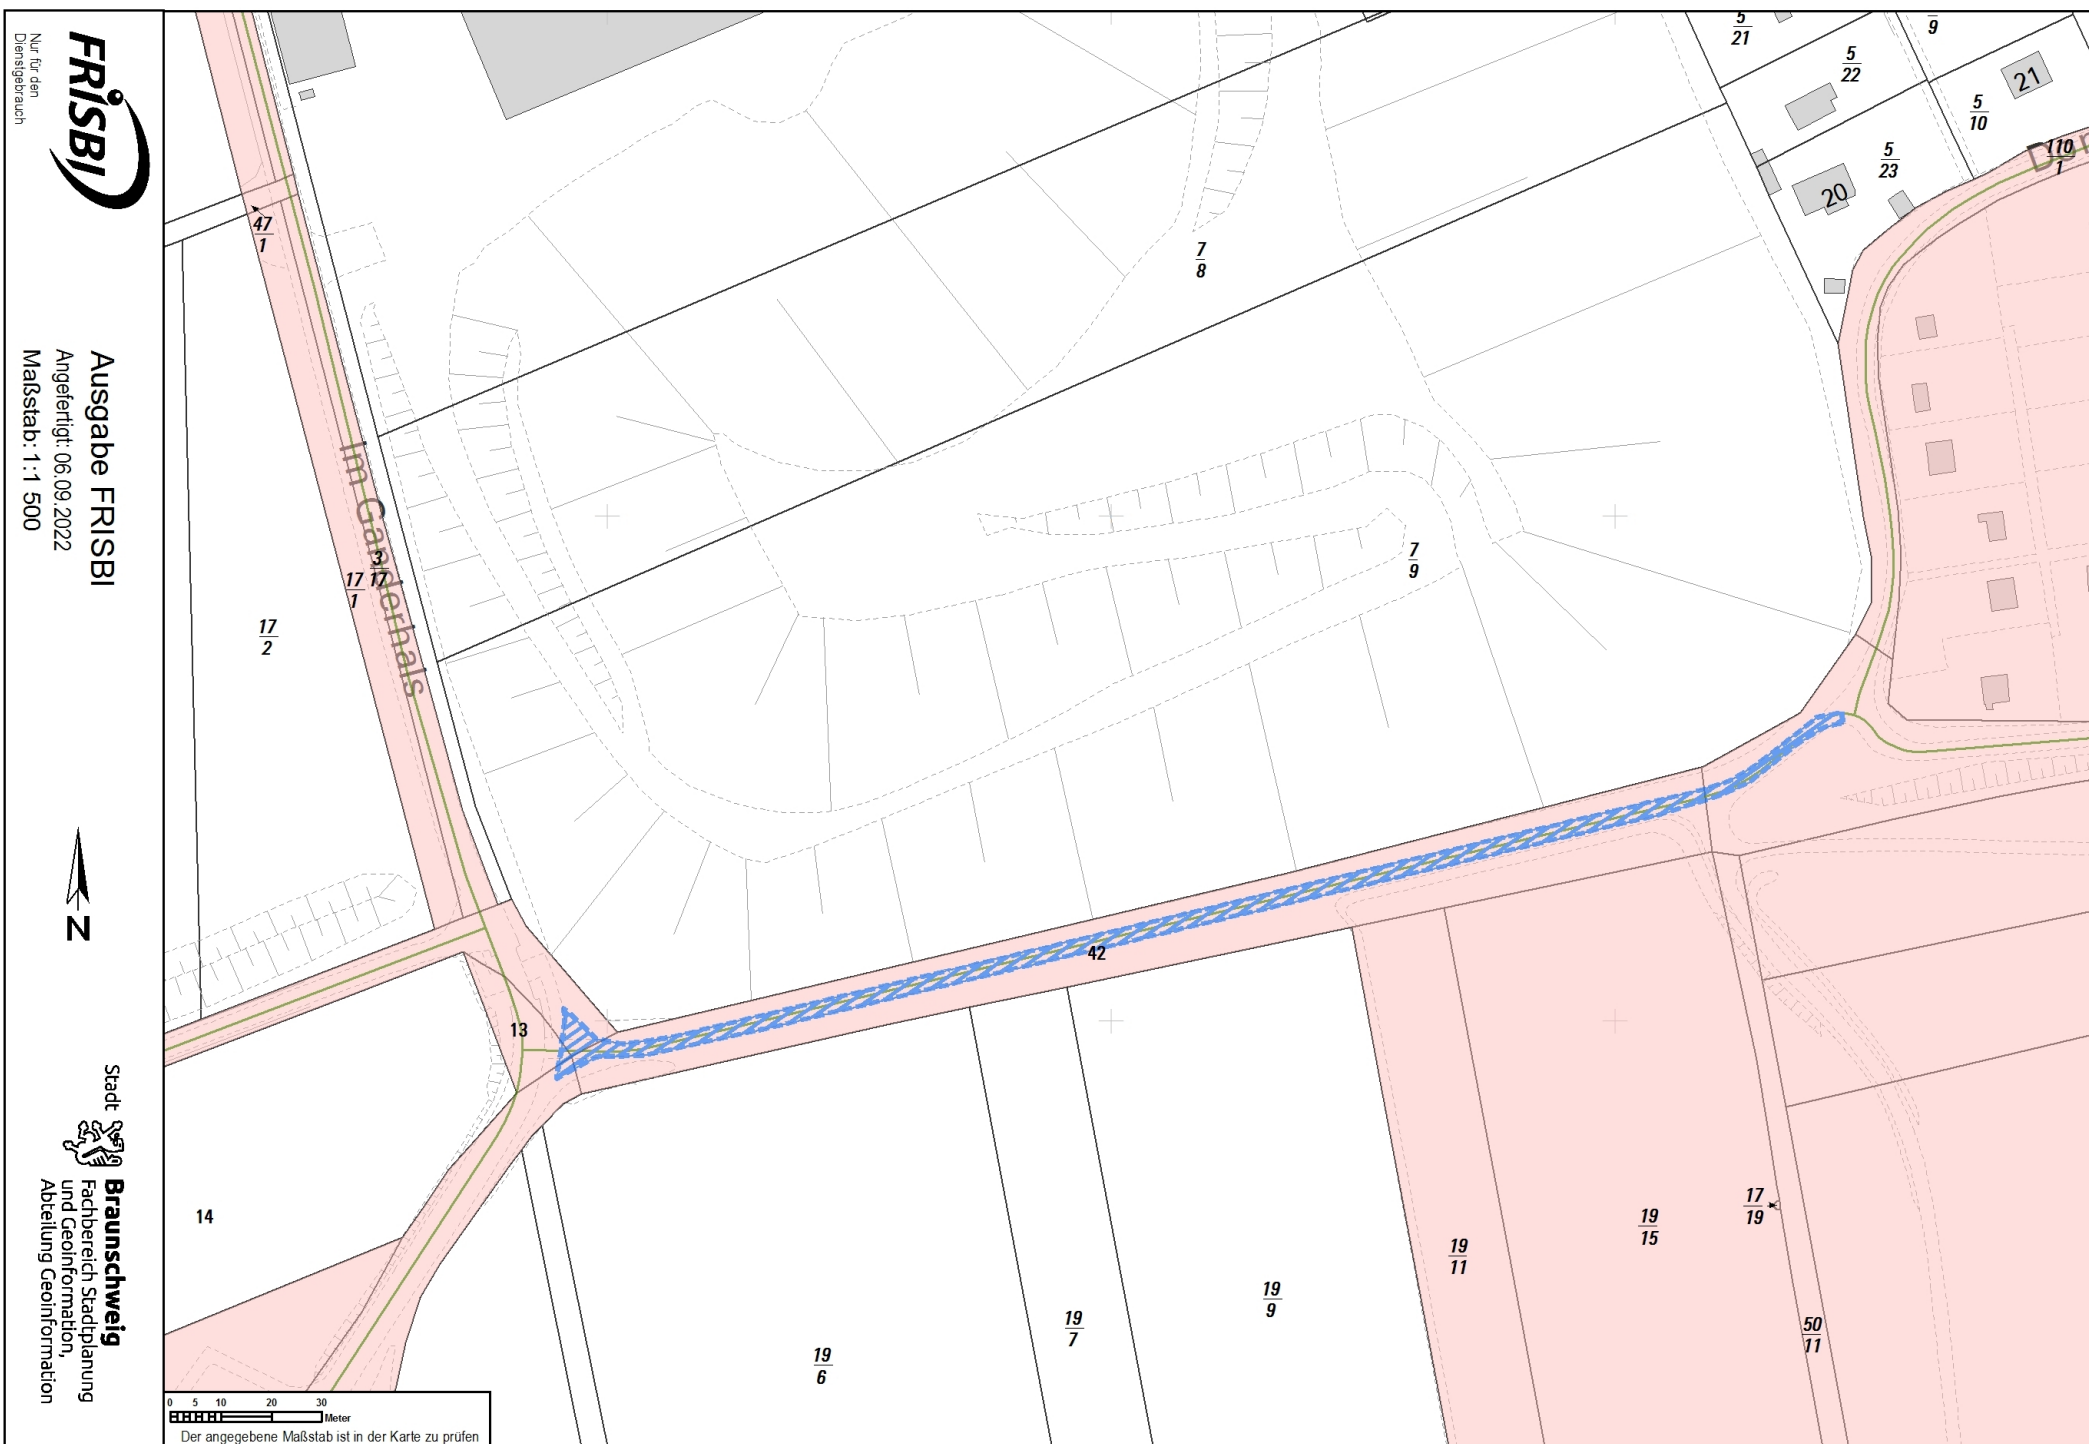 FRISBI
Nur für den
Dienstgebrauch
Ausgabe FRISBI
Angefertigt: 06.09.2022
Maßstab: 1:1 500
N
Stadt
Braunschweig
Fachbereich Stadtplanung
und Geoinformation,
Abteilung Geoinformation
5
21
9
5
22
21
5
10
110
1
5
23
20
47
1
7
8
Im Ganderhals
3
17
17
1
7
9
17
2
42
13
14
17
19
19
15
19
11
19
9
19
7
50
11
19
6
0 5 10 20 30
Meter
Der angegebene Maßstab ist in der Karte zu prüfen